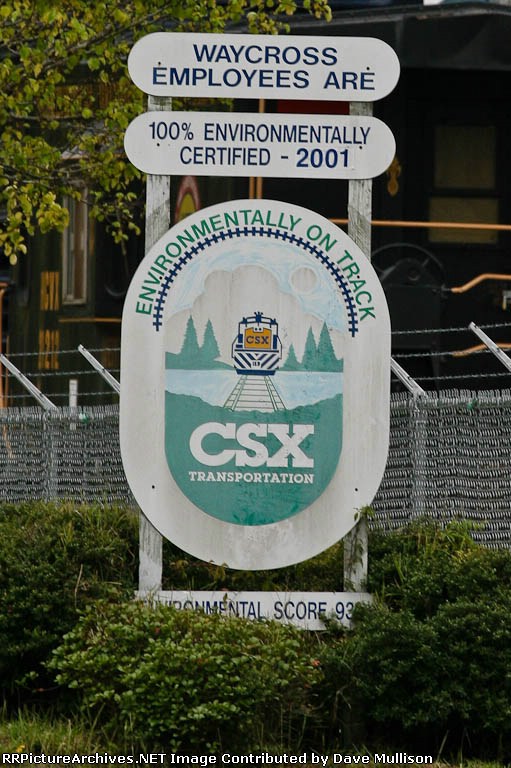 WAYCROSS
EMPLOYEES ARE
100% ENVIRONMENTALLY
CERTIFIED - 2001
ENVIRONMENTALLY ON TRACK
CSX
CSX
TRANSPORTATION
SCORE 93
RRPictureArchives.NET Image Contributed by Dave Mullison